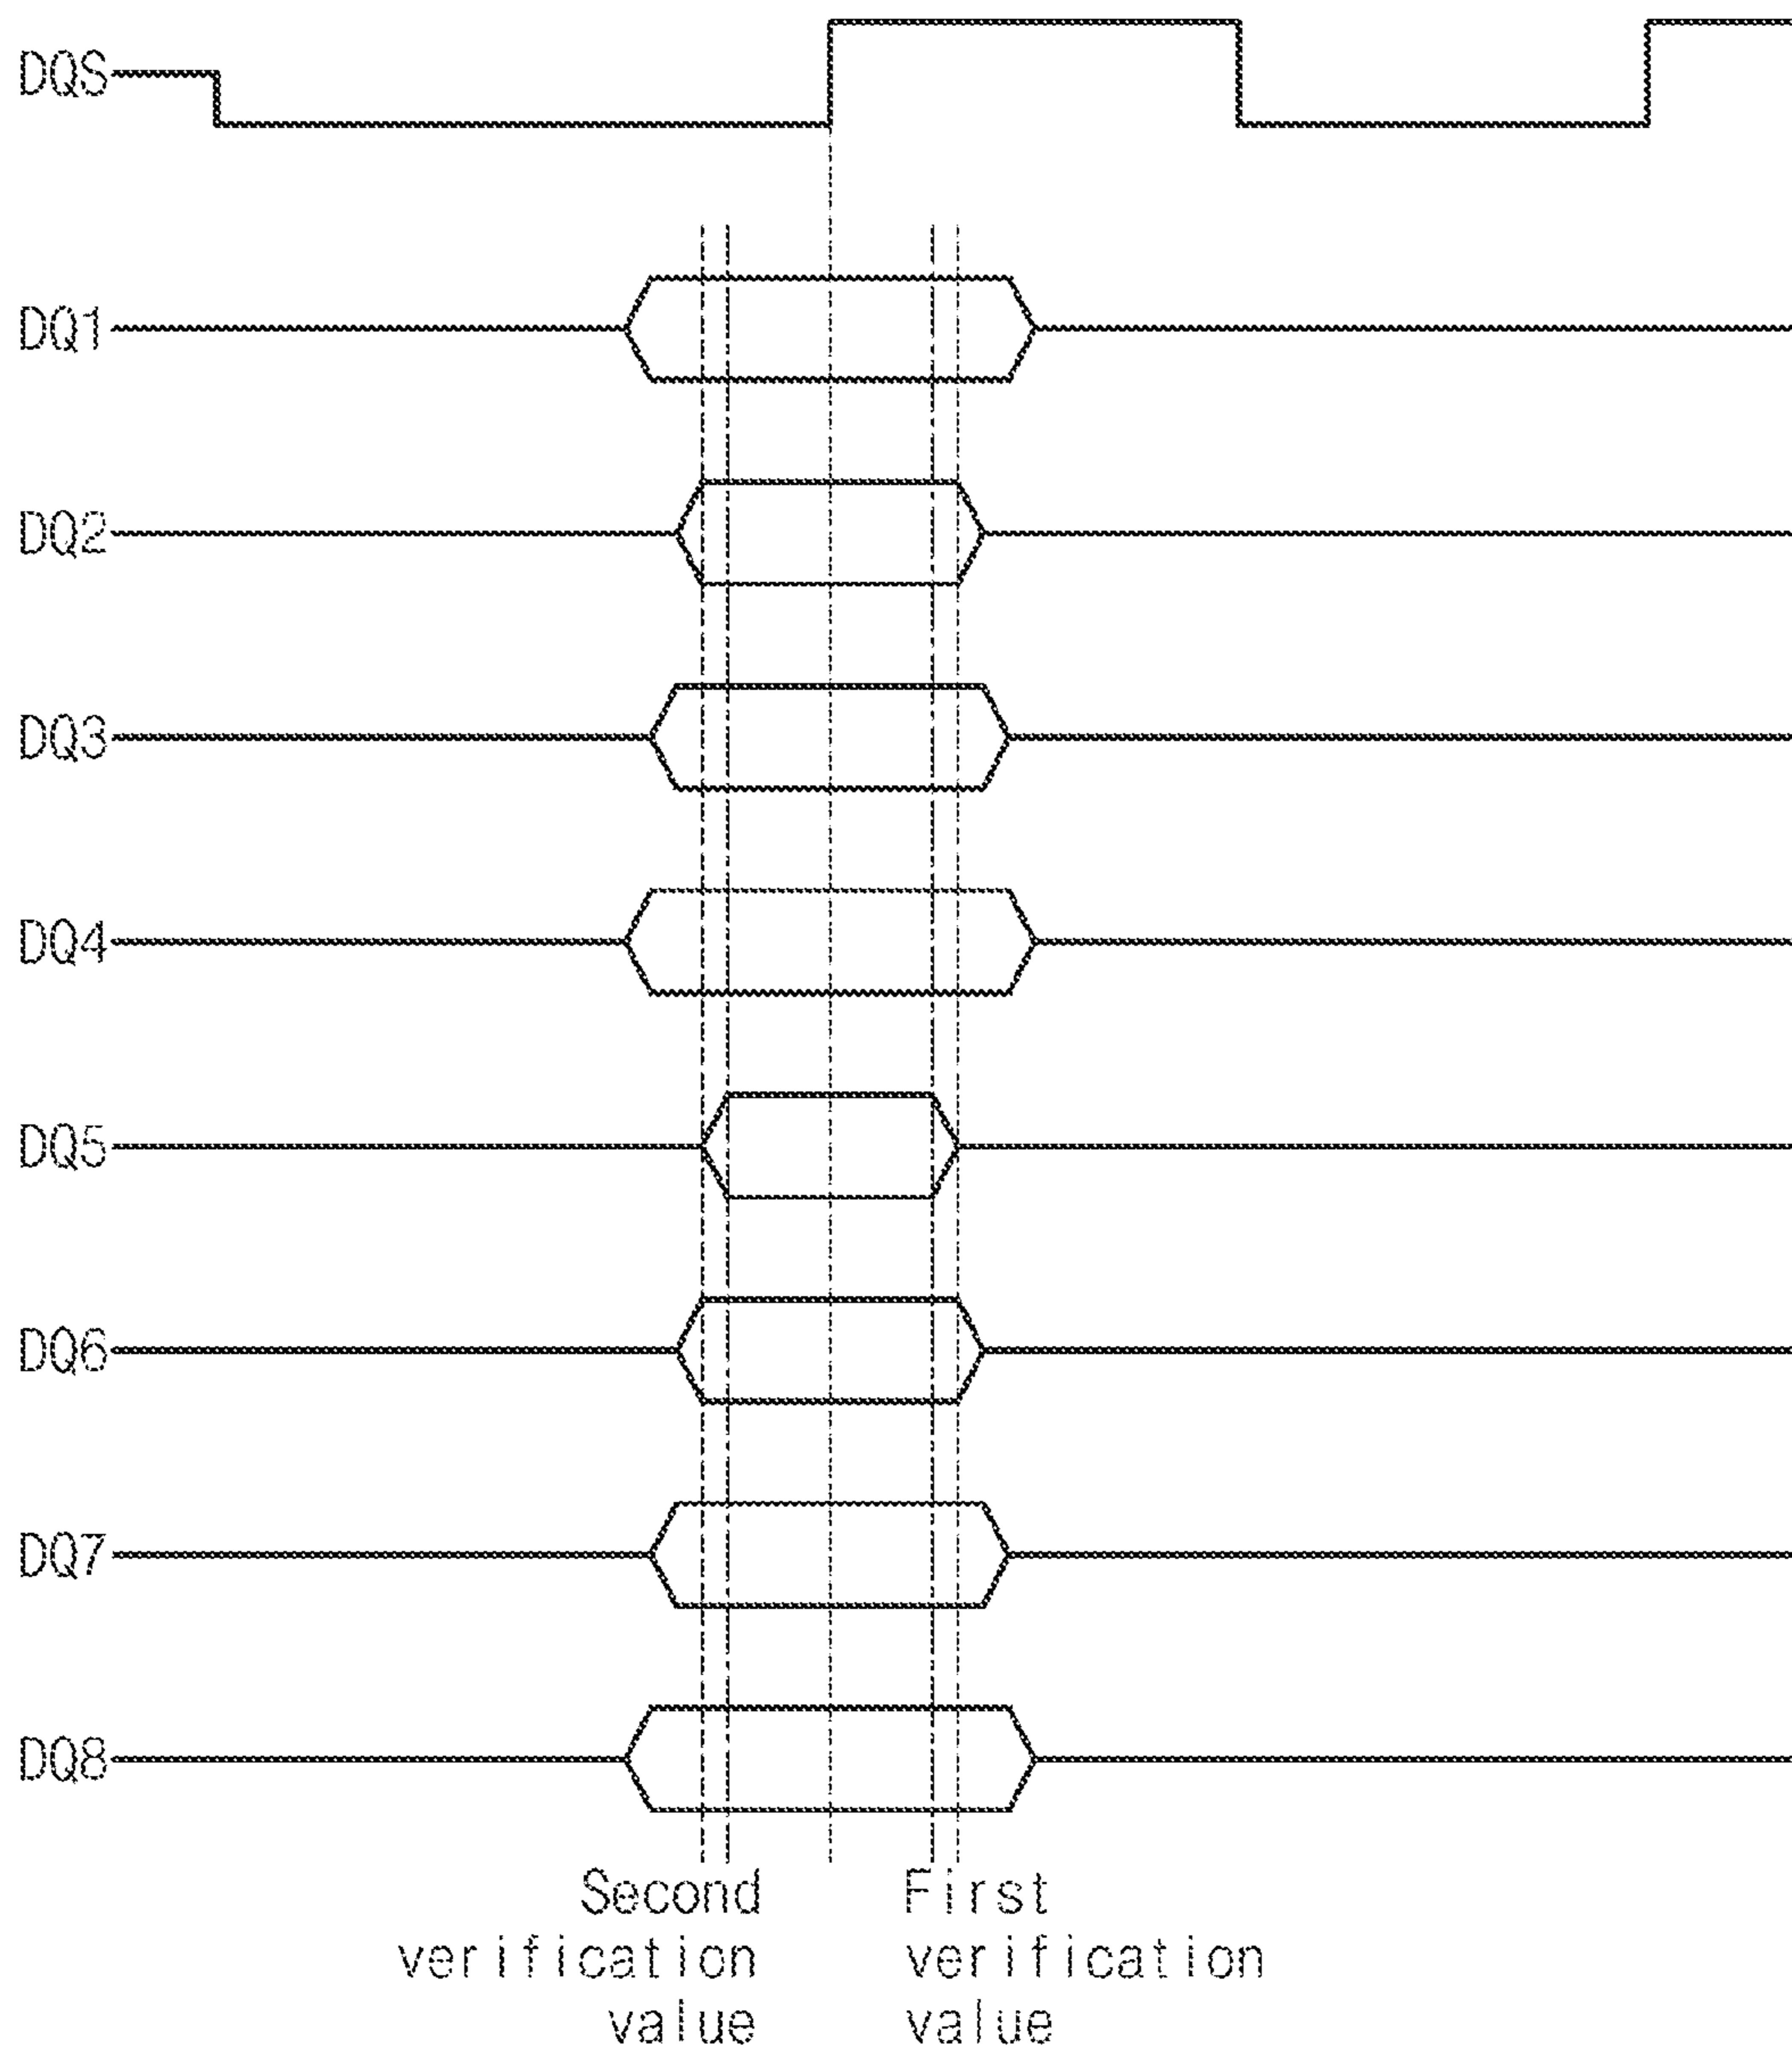 DQS
DQ1
DQ2
DQ3
DQ4
DQ5
DQ6
DQ7
DQ8
Second
verification
value
First
verification
value